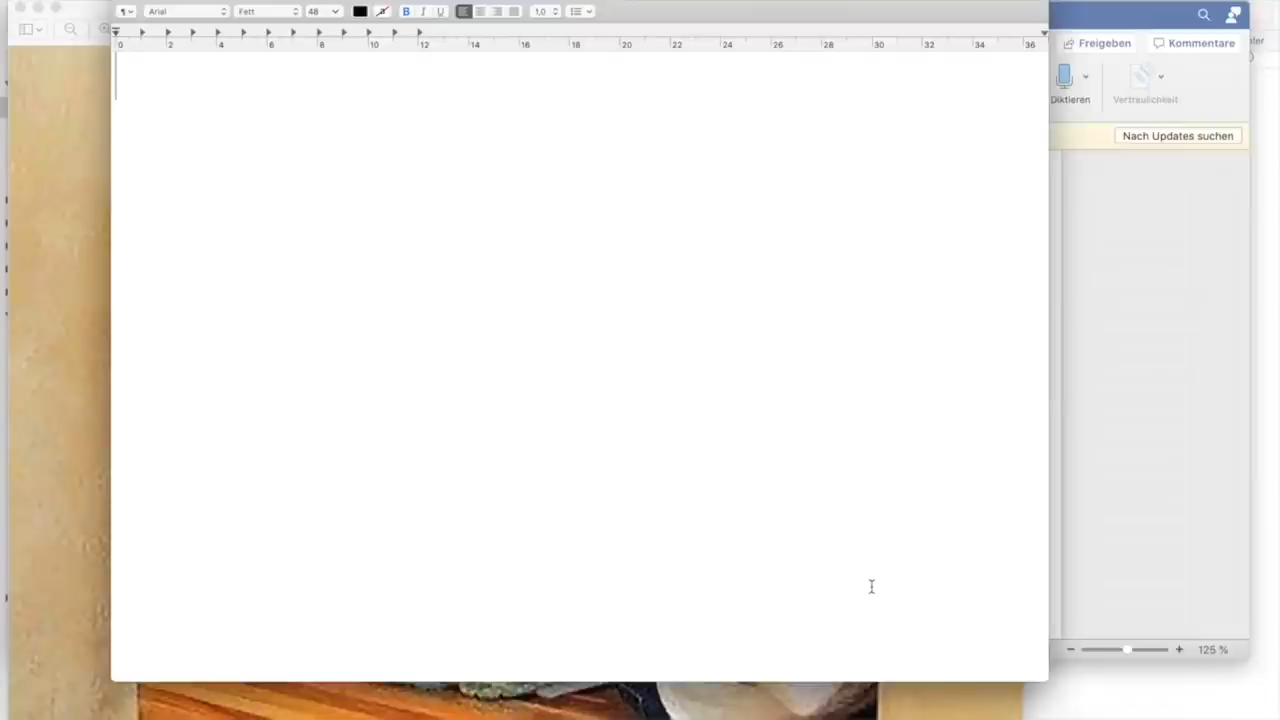 Arial Fett 48 B I U 1,0
0 2 4 6 8 10 12 14 16 18 20 22 24 26 28 30 32 34 36
Freigeben Kommentare
Diktieren Vertraulichkeit
Nach Updates suchen
125 %